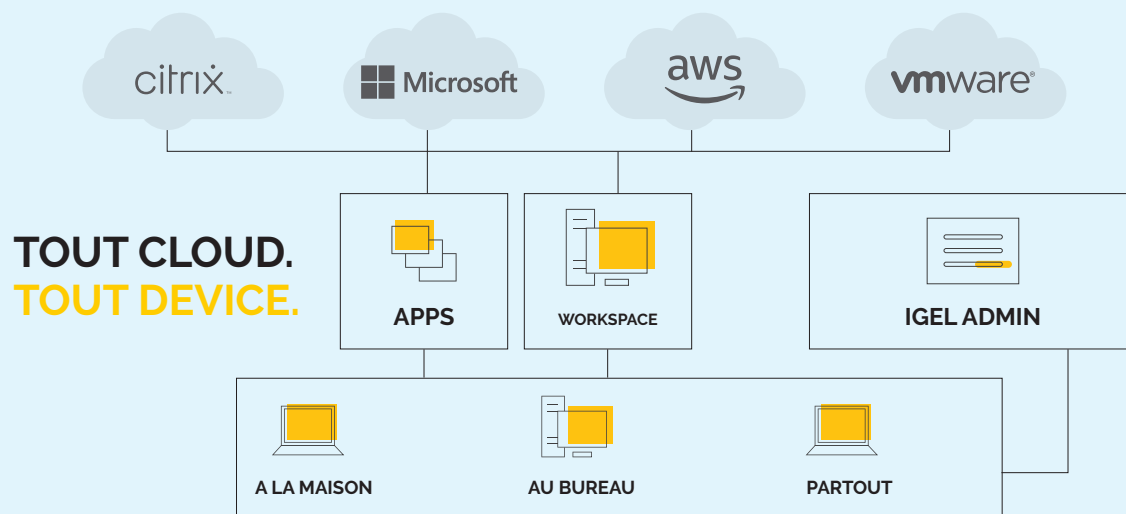 citrix
Microsoft
aws
vmware®
TOUT CLOUD.
TOUT DEVICE.
APPS
WORKSPACE
IGEL ADMIN
A LA MAISON
AU BUREAU
PARTOUT